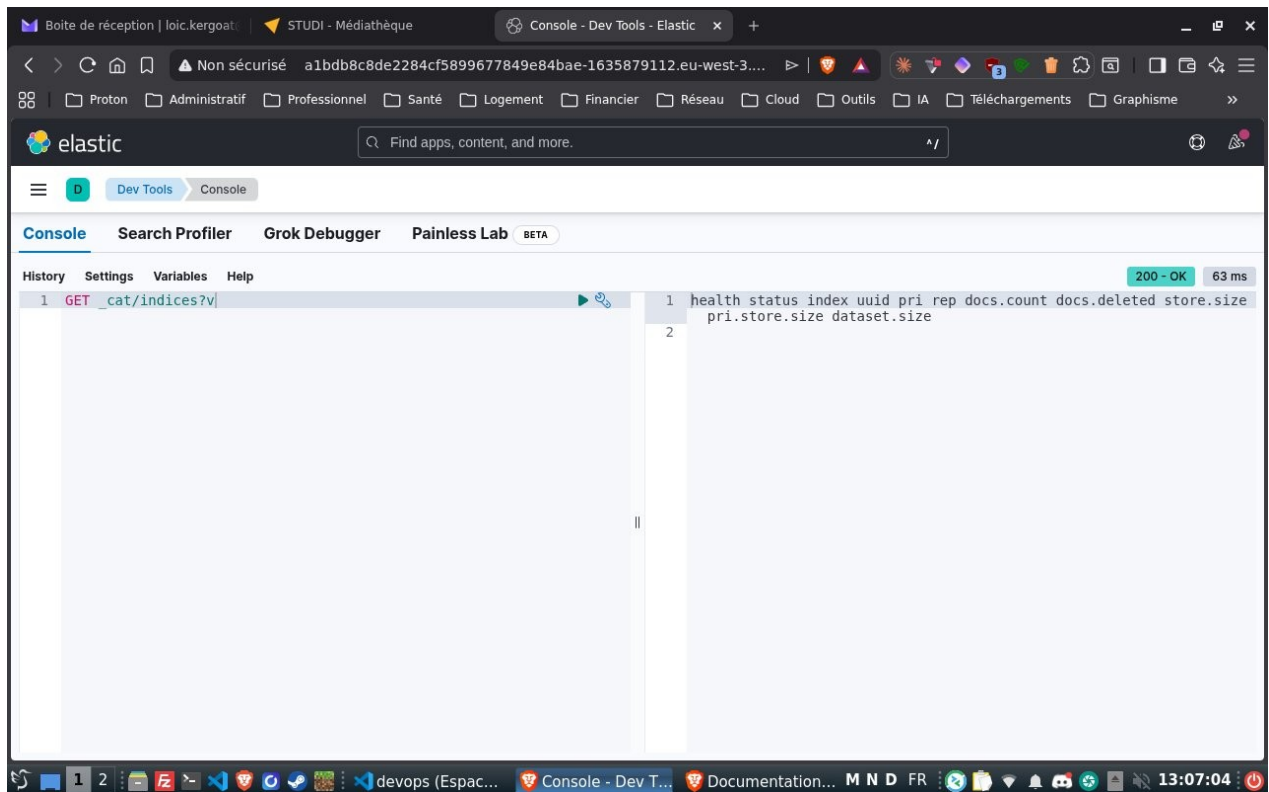 Boite de réception | loic.kergoat
STUDI - Médiathèque
Console - Dev Tools - Elastic
Non sécurisé a1bdb8c8de2284cf5899677849e84bae-1635879112.eu-west-3....
3
Proton Administratif Professionnel Santé Logement Financier Réseau Cloud Outils IA Téléchargements Graphisme »
elastic
Find apps, content, and more.
^/
D Dev Tools Console
Console Search Profiler Grok Debugger Painless Lab BETA
History Settings Variables Help
200 - OK 63 ms
1 GET _cat/indices?v
1 health status index uuid pri rep docs.count docs.deleted store.size
pri.store.size dataset.size
2
1 2 devops (Espac... Console - Dev T... Documentation... M N D FR 13:07:04